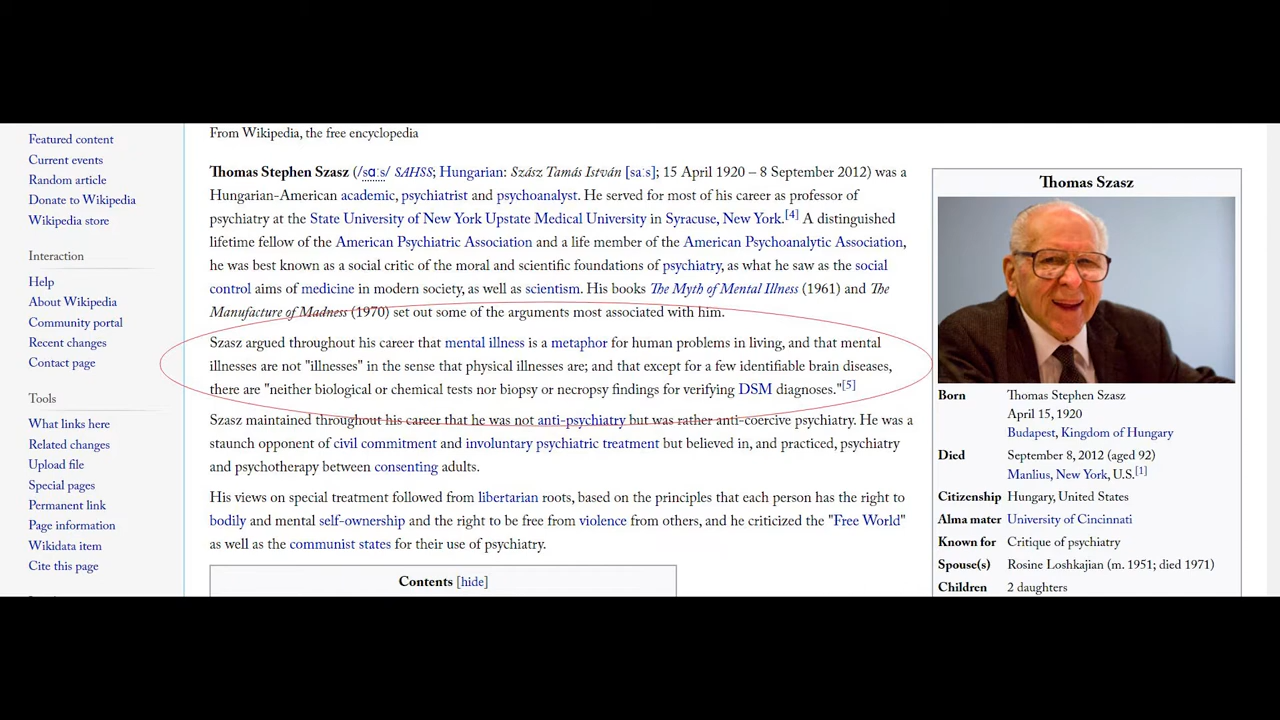 Featured content
Current events
Random article
Donate to Wikipedia
Wikipedia store
Interaction
Help
About Wikipedia
Community portal
Recent changes
Contact page
Tools
What links here
Related changes
Upload file
Special pages
Permanent link
Page information
Wikidata item
Cite this page
From Wikipedia, the free encyclopedia
Thomas Stephen Szasz (/sɑːs/ SAHSS; Hungarian: Szász Tamás István [saːs]; 15 April 1920 – 8 September 2012) was a
Hungarian-American academic, psychiatrist and psychoanalyst. He served for most of his career as professor of
psychiatry at the State University of New York Upstate Medical University in Syracuse, New York.[4] A distinguished
lifetime fellow of the American Psychiatric Association and a life member of the American Psychoanalytic Association,
he was best known as a social critic of the moral and scientific foundations of psychiatry, as what he saw as the social
control aims of medicine in modern society, as well as scientism. His books The Myth of Mental Illness (1961) and The
Manufacture of Madness (1970) set out some of the arguments most associated with him.
Szasz argued throughout his career that mental illness is a metaphor for human problems in living, and that mental
illnesses are not "illnesses" in the sense that physical illnesses are; and that except for a few identifiable brain diseases,
there are "neither biological or chemical tests nor biopsy or necropsy findings for verifying DSM diagnoses."[5]
Szasz maintained throughout his career that he was not anti-psychiatry but was rather anti-coercive psychiatry. He was a
staunch opponent of civil commitment and involuntary psychiatric treatment but believed in, and practiced, psychiatry
and psychotherapy between consenting adults.
His views on special treatment followed from libertarian roots, based on the principles that each person has the right to
bodily and mental self-ownership and the right to be free from violence from others, and he criticized the "Free World"
as well as the communist states for their use of psychiatry.
Contents [hide]
Thomas Szasz
Born Thomas Stephen Szasz
April 15, 1920
Budapest, Kingdom of Hungary
Died September 8, 2012 (aged 92)
Manlius, New York, U.S.[1]
Citizenship Hungary, United States
Alma mater University of Cincinnati
Known for Critique of psychiatry
Spouse(s) Rosine Loshkajian (m. 1951; died 1971)
Children 2 daughters